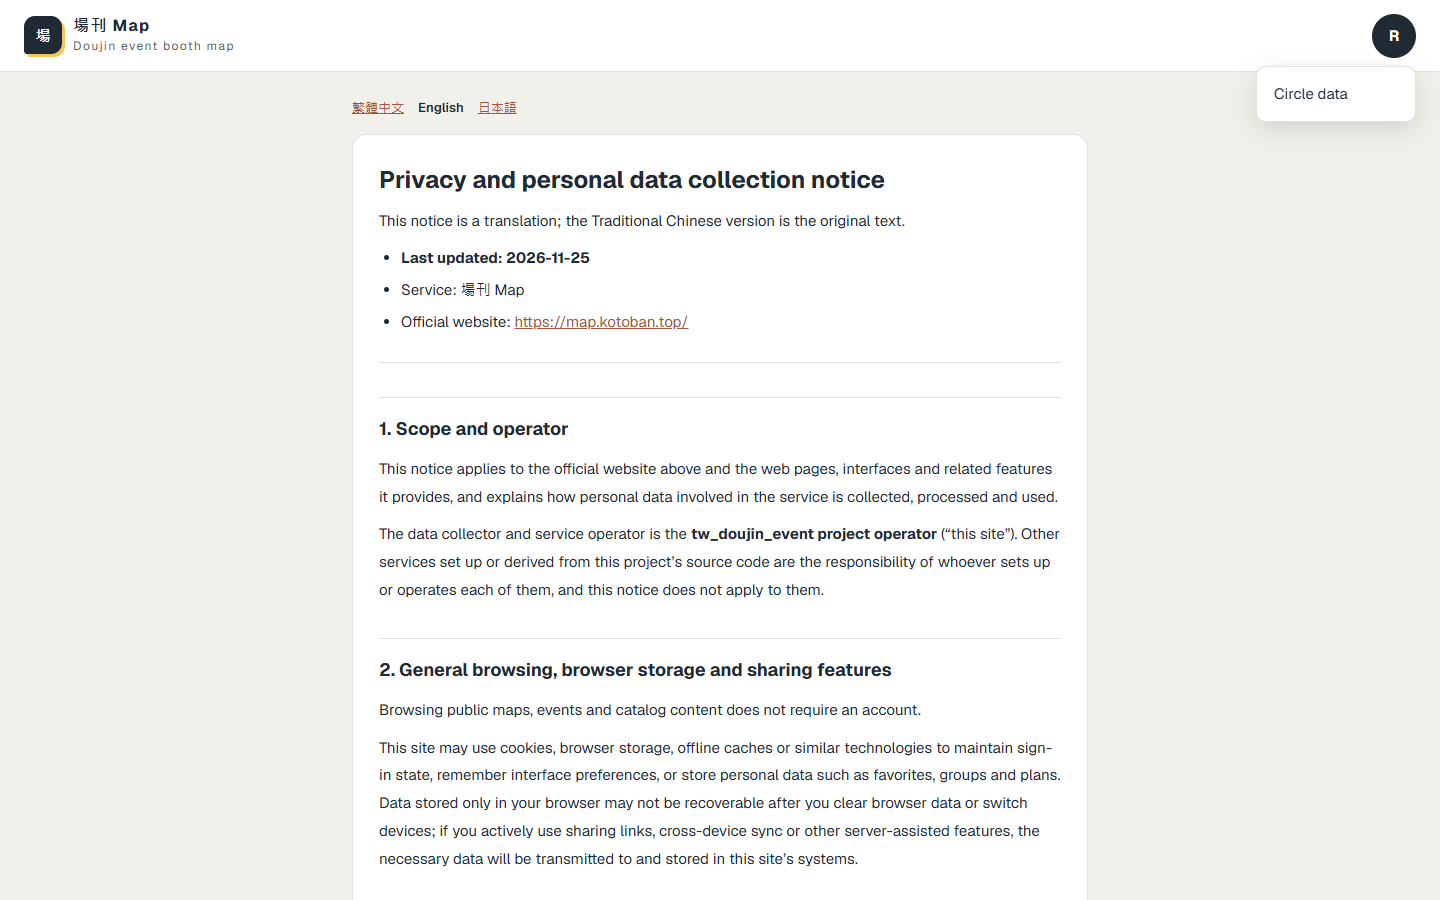 場
場刊 Map
Doujin event booth map
R
Circle data
繁體中文 English 日本語
Privacy and personal data collection notice
This notice is a translation; the Traditional Chinese version is the original text.
Last updated: 2026-11-25
Service: 場刊 Map
Official website: https://map.kotoban.top/
1. Scope and operator
This notice applies to the official website above and the web pages, interfaces and related features
it provides, and explains how personal data involved in the service is collected, processed and used.
The data collector and service operator is the tw_doujin_event project operator (“this site”). Other
services set up or derived from this project’s source code are the responsibility of whoever sets up
or operates each of them, and this notice does not apply to them.
2. General browsing, browser storage and sharing features
Browsing public maps, events and catalog content does not require an account.
This site may use cookies, browser storage, offline caches or similar technologies to maintain sign-
in state, remember interface preferences, or store personal data such as favorites, groups and plans.
Data stored only in your browser may not be recoverable after you clear browser data or switch
devices; if you actively use sharing links, cross-device sync or other server-assisted features, the
necessary data will be transmitted to and stored in this site’s systems.